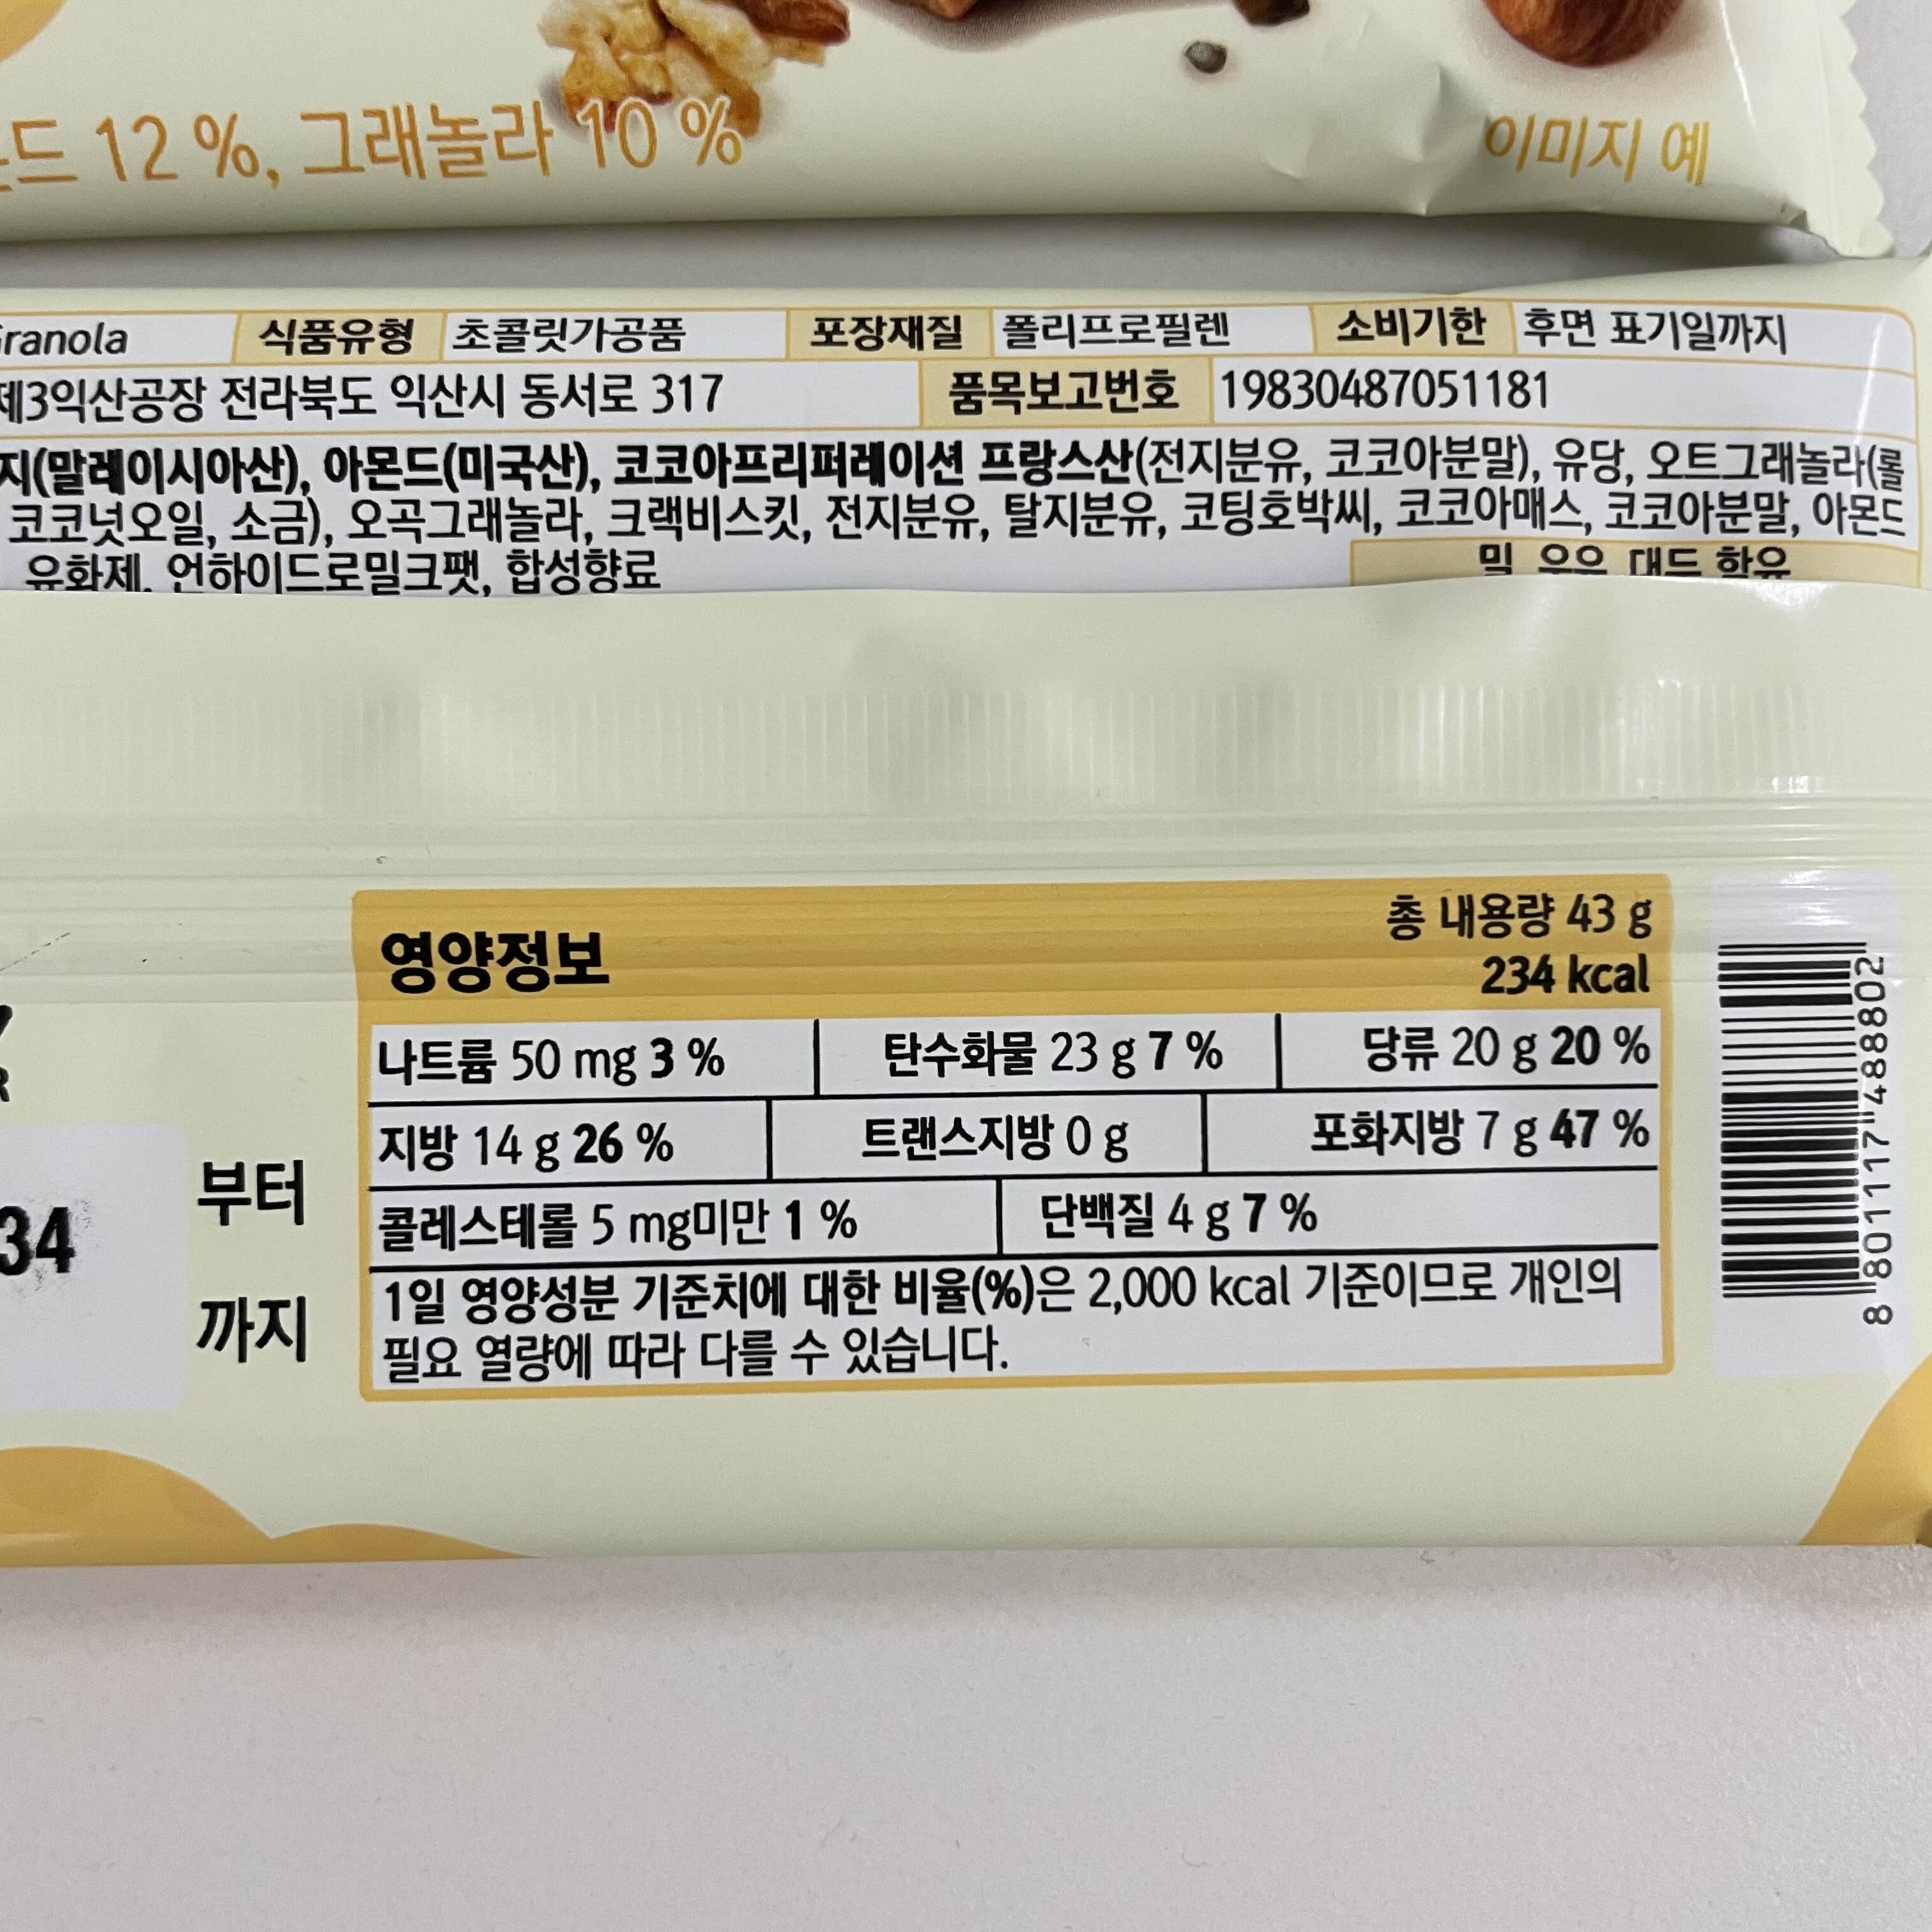 12 %, 그래놀라 10 %
이미지 예
식품유형 초콜릿가공품 포장재질 폴리프로필렌 소비기한 후면 표기일까지
제3익산공장 전라북도 익산시 동서로 317 품목보고번호 19830487051181
지(말레이시아산), 아몬드(미국산), 코코아프리퍼레이션 프랑스산(전지분유, 코코아분말), 유당, 오트그래놀라(롤
코코넛오일, 소금), 오곡그래놀라, 크랙비스킷, 전지분유, 탈지분유, 코팅호박씨, 코코아매스, 코코아분말, 아몬드
유화제, 언하이드로밀크팻, 합성향료
밀, 우유, 대두 함유
영양정보
총 내용량 43 g
234 kcal
나트륨 50 mg 3 % 탄수화물 23 g 7 % 당류 20 g 20 %
지방 14 g 26 % 트랜스지방 0 g 포화지방 7 g 47 %
콜레스테롤 5 mg미만 1 % 단백질 4 g 7 %
1일 영양성분 기준치에 대한 비율(%)은 2,000 kcal 기준이므로 개인의
필요 열량에 따라 다를 수 있습니다.
34
부터
까지
8 801117 488802